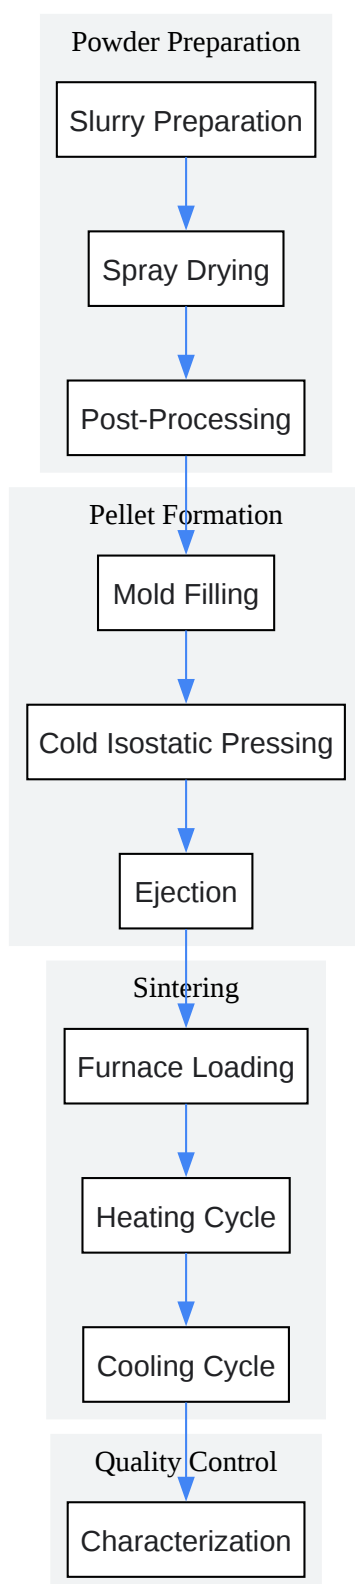 Powder Preparation
Slurry Preparation
Spray Drying
Post-Processing
Pellet Formation
Mold Filling
Cold Isostatic Pressing
Ejection
Sintering
Furnace Loading
Heating Cycle
Cooling Cycle
Quality Control
Characterization